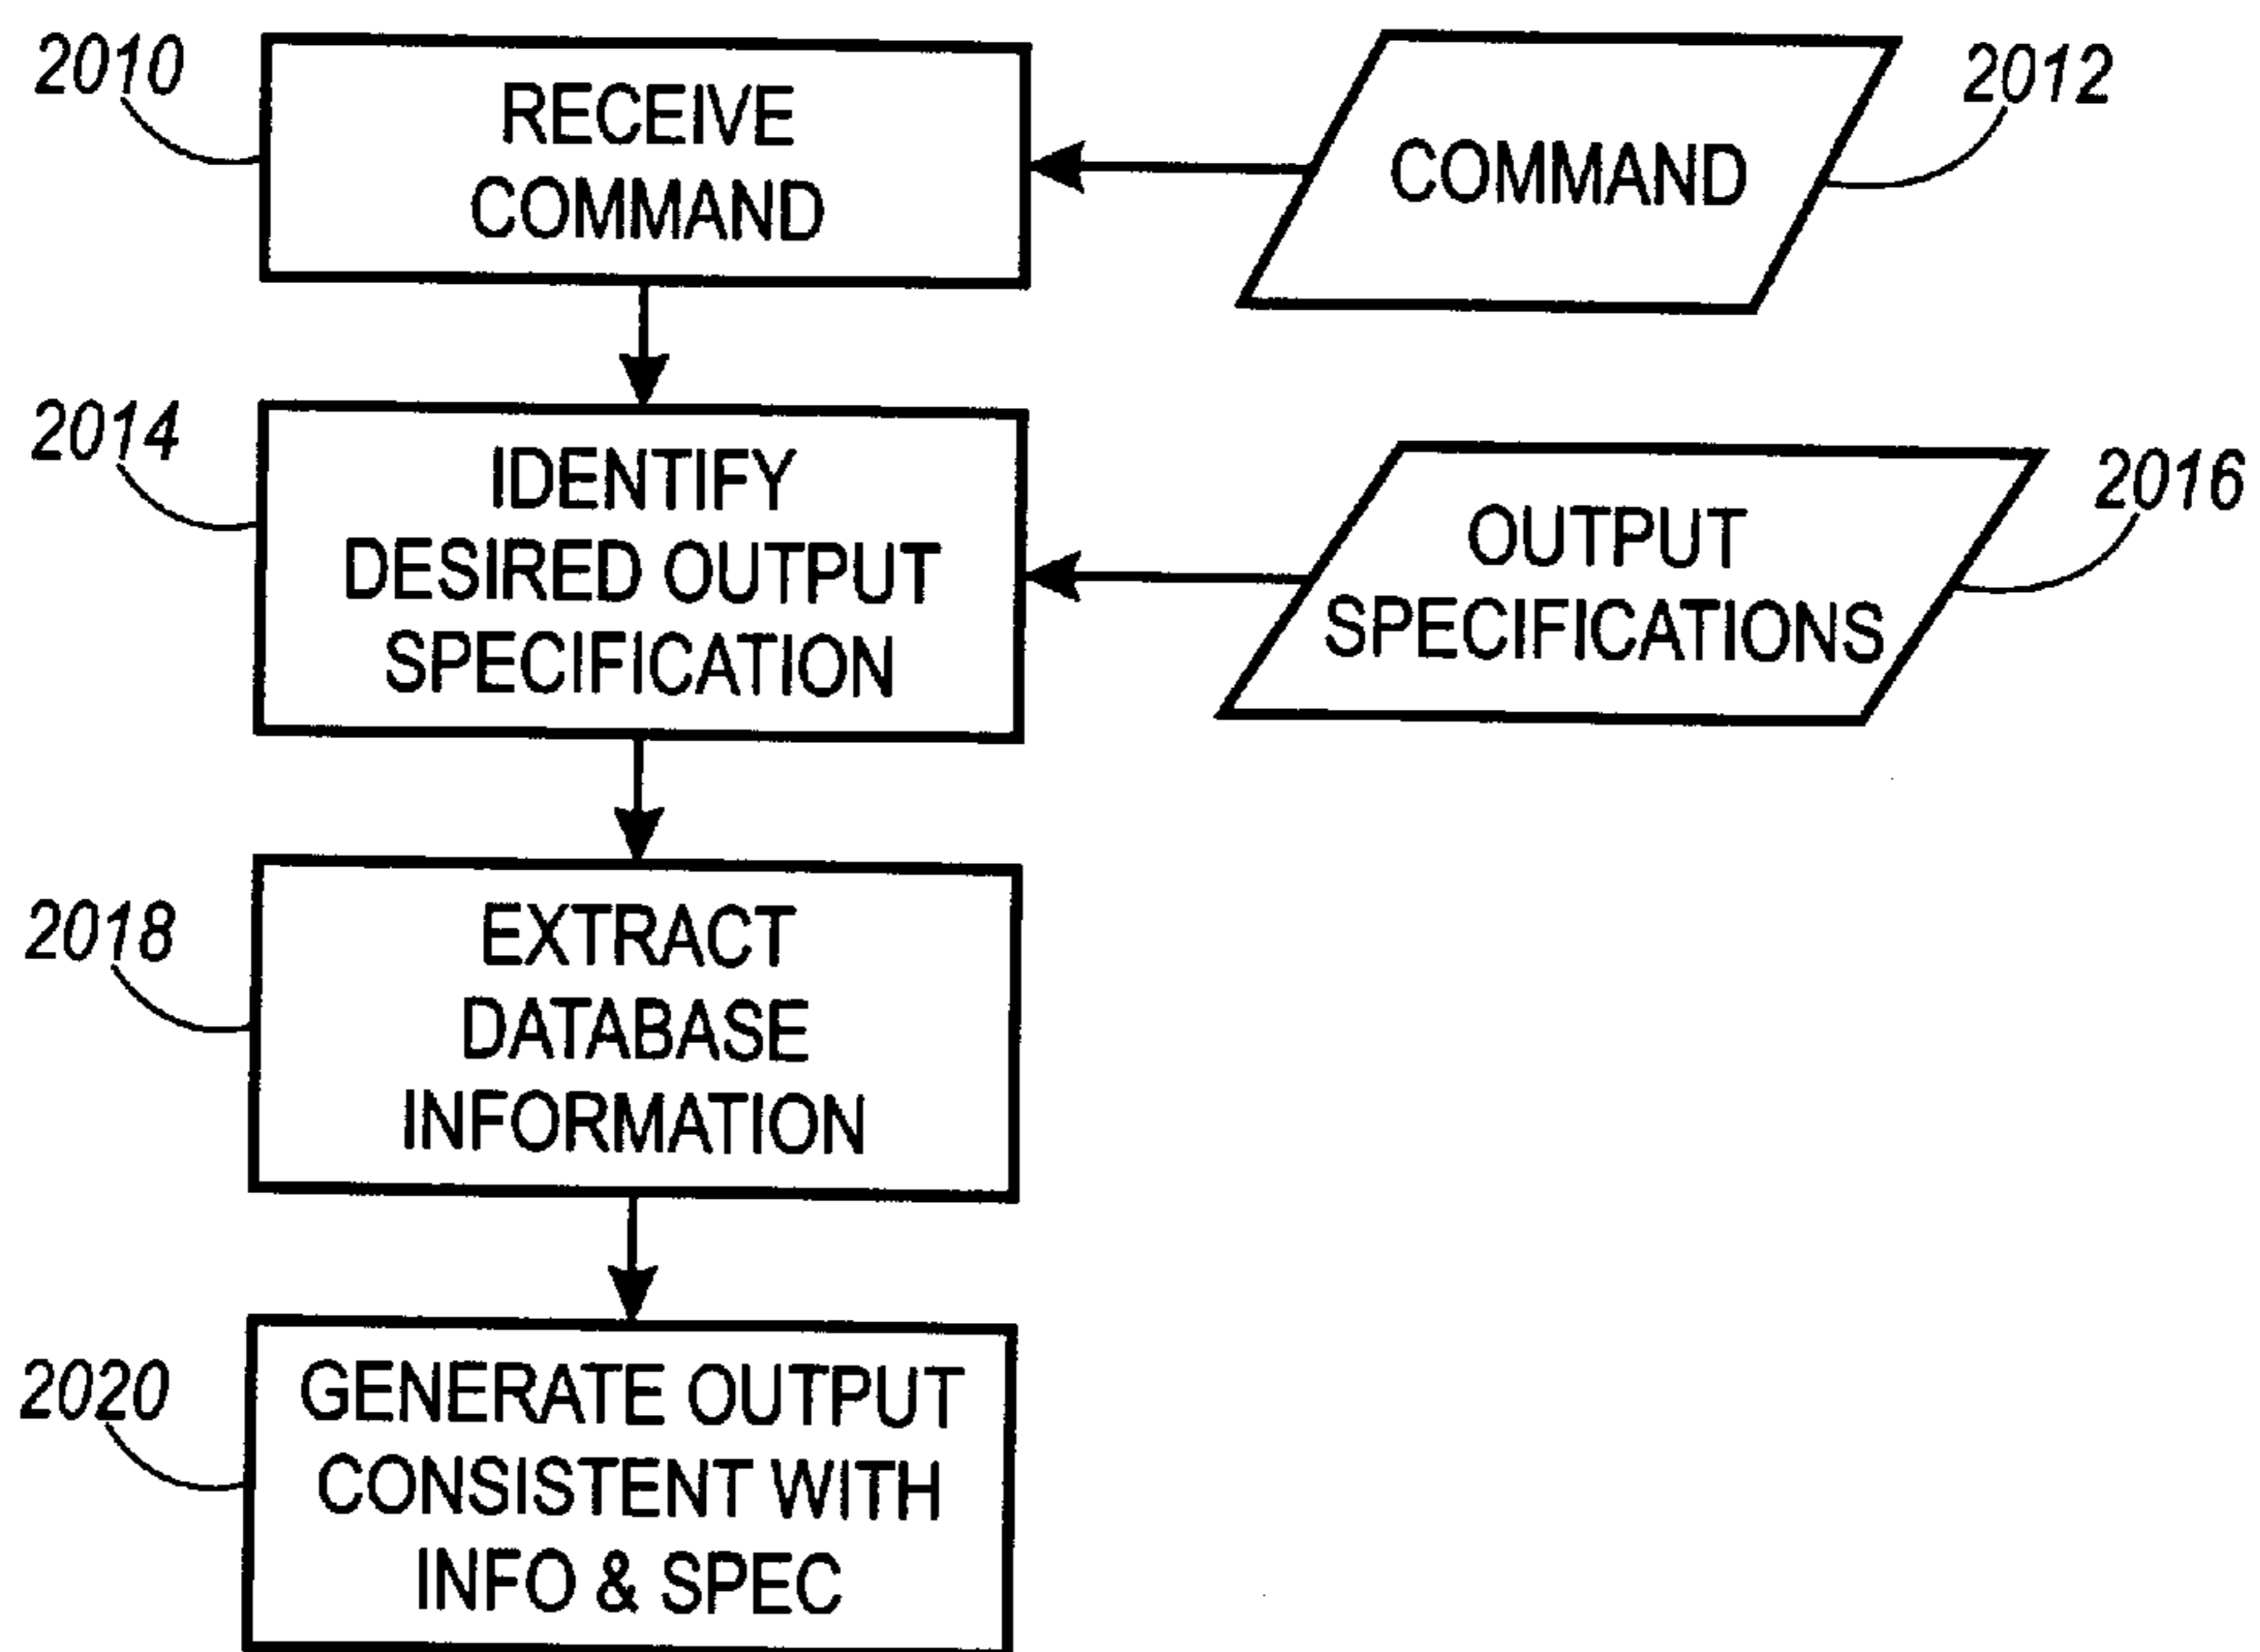 2010
RECEIVE
COMMAND
COMMAND
2012
2014
IDENTIFY
DESIRED OUTPUT
SPECIFICATION
OUTPUT
SPECIFICATIONS
2016
2018
EXTRACT
DATABASE
INFORMATION
2020
GENERATE OUTPUT
CONSISTENT WITH
INFO & SPEC